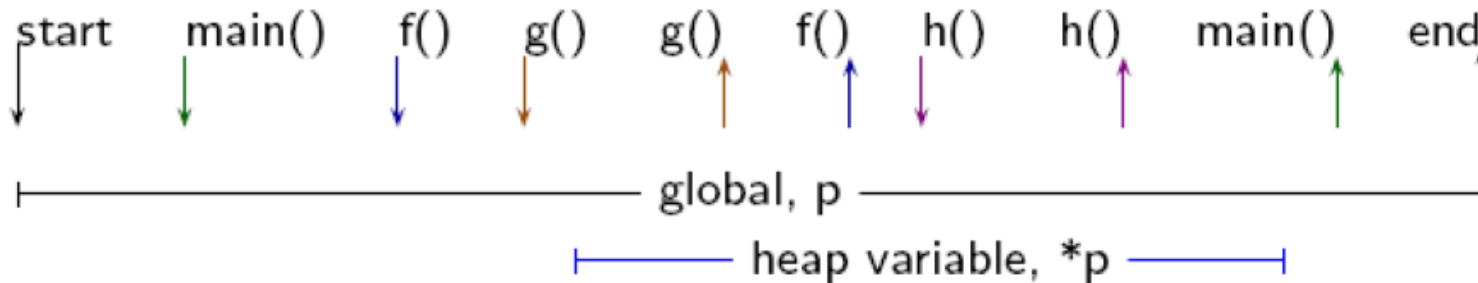 start main() f() g() g() f() h() h() main() end
global, p
heap variable, *p